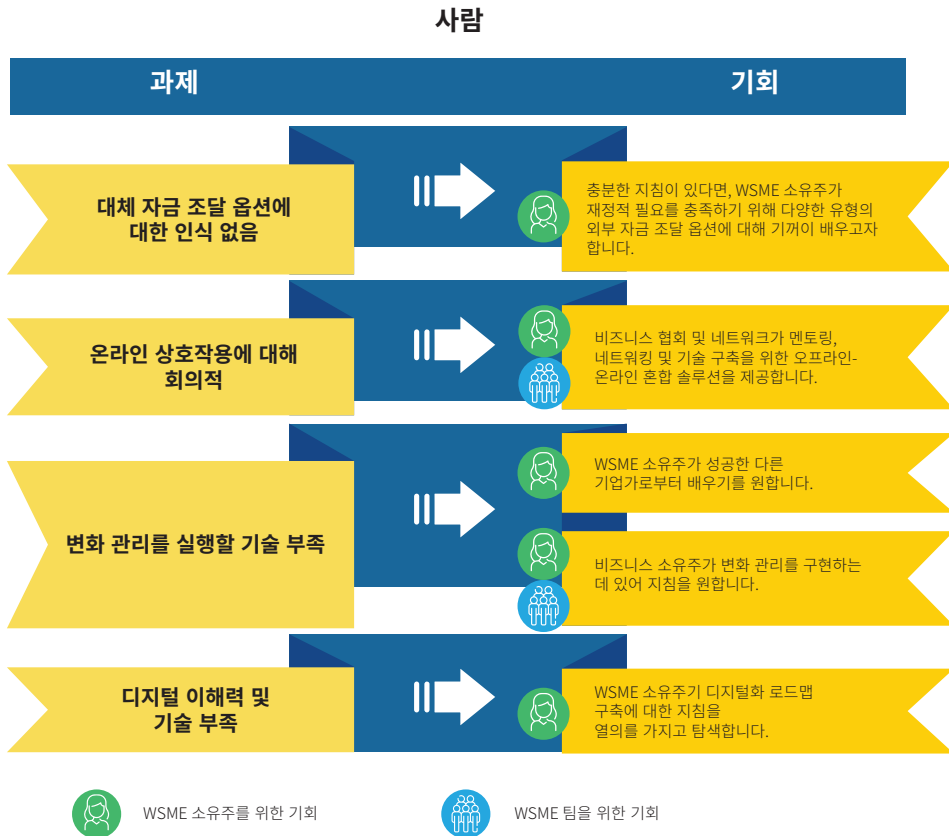 사람
과제
기회
대체 자금 조달 옵션에
대한 인식 없음
충분한 지침이 있다면, WSME 소유주가
재정적 필요를 충족하기 위해 다양한 유형의
외부 자금 조달 옵션에 대해 기꺼이 배우고자
합니다.
온라인 상호작용에 대해
회의적
비즈니스 협회 및 네트워크가 멘토링,
네트워킹 및 기술 구축을 위한 오프라인-
온라인 혼합 솔루션을 제공합니다.
변화 관리를 실행할 기술 부족
WSME 소유주가 성공한 다른
기업가로부터 배우기를 원합니다.
비즈니스 소유주가 변화 관리를 구현하는
데 있어 지침을 원합니다.
디지털 이해력 및
기술 부족
WSME 소유주기 디지털화 로드맵
구축에 대한 지침을
열의를 가지고 탐색합니다.
WSME 소유주를 위한 기회
WSME 팀을 위한 기회